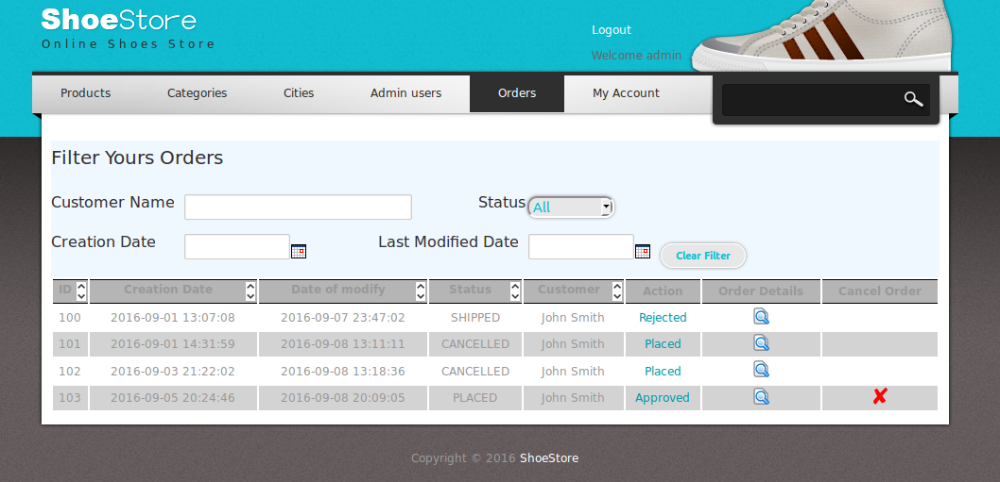 ShoeStore
Online Shoes Store
Logout
Welcome admin
Products Categories Cities Admin users Orders My Account
Filter Yours Orders
Customer Name Status All
Creation Date Last Modified Date Clear Filter
ID Creation Date Date of modify Status Customer Action Order Details Cancel Order
100 2016-09-01 13:07:08 2016-09-07 23:47:02 SHIPPED John Smith Rejected
101 2016-09-01 14:31:59 2016-09-08 13:11:11 CANCELLED John Smith Placed
102 2016-09-03 21:22:02 2016-09-08 13:18:36 CANCELLED John Smith Placed
103 2016-09-05 20:24:46 2016-09-08 20:09:05 PLACED John Smith Approved
Copyright © 2016 ShoeStore